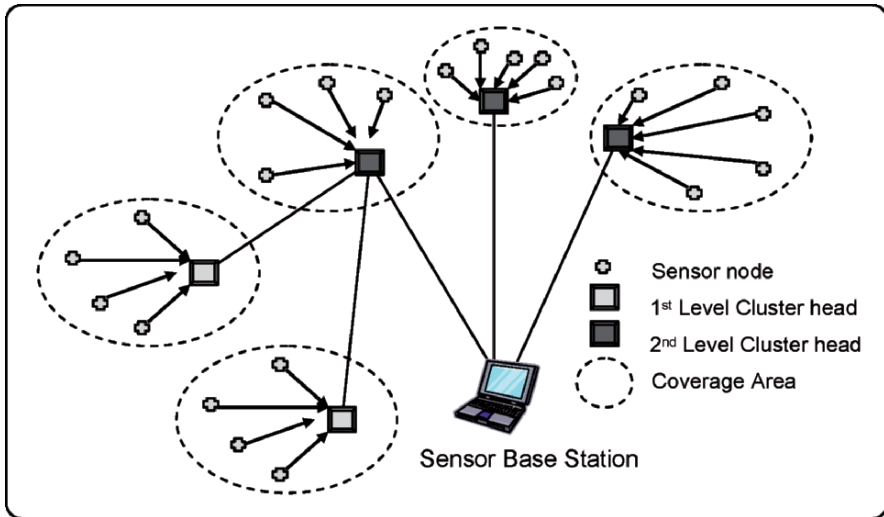 Sensor node
1st Level Cluster head
2nd Level Cluster head
Coverage Area
Sensor Base Station